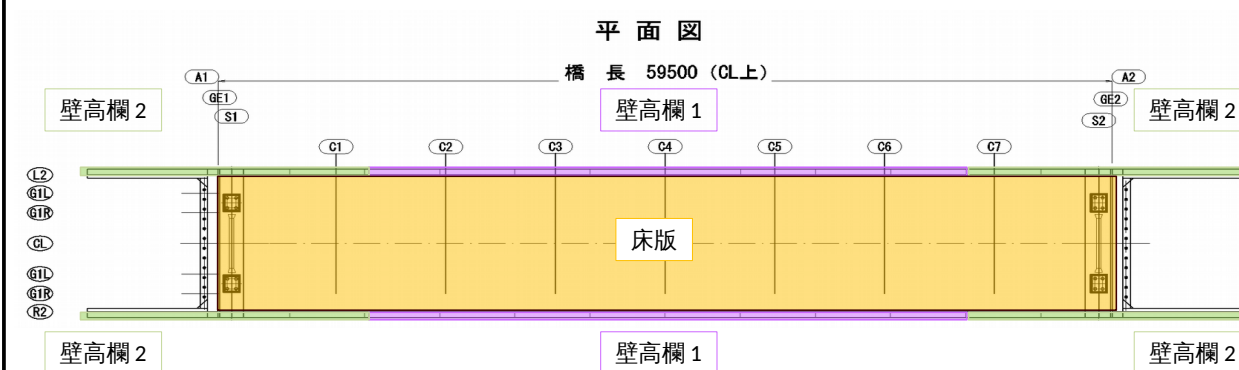 平面図
橋 長 59500 (CL上)
A1
A2
GE1
GE2
S1
S2
壁高欄 2
壁高欄 1
壁高欄 2
C1
C2
C3
C4
C5
C6
C7
L2
G1L
G1R
CL
床版
G1L
G1R
R2
壁高欄 2
壁高欄 1
壁高欄 2